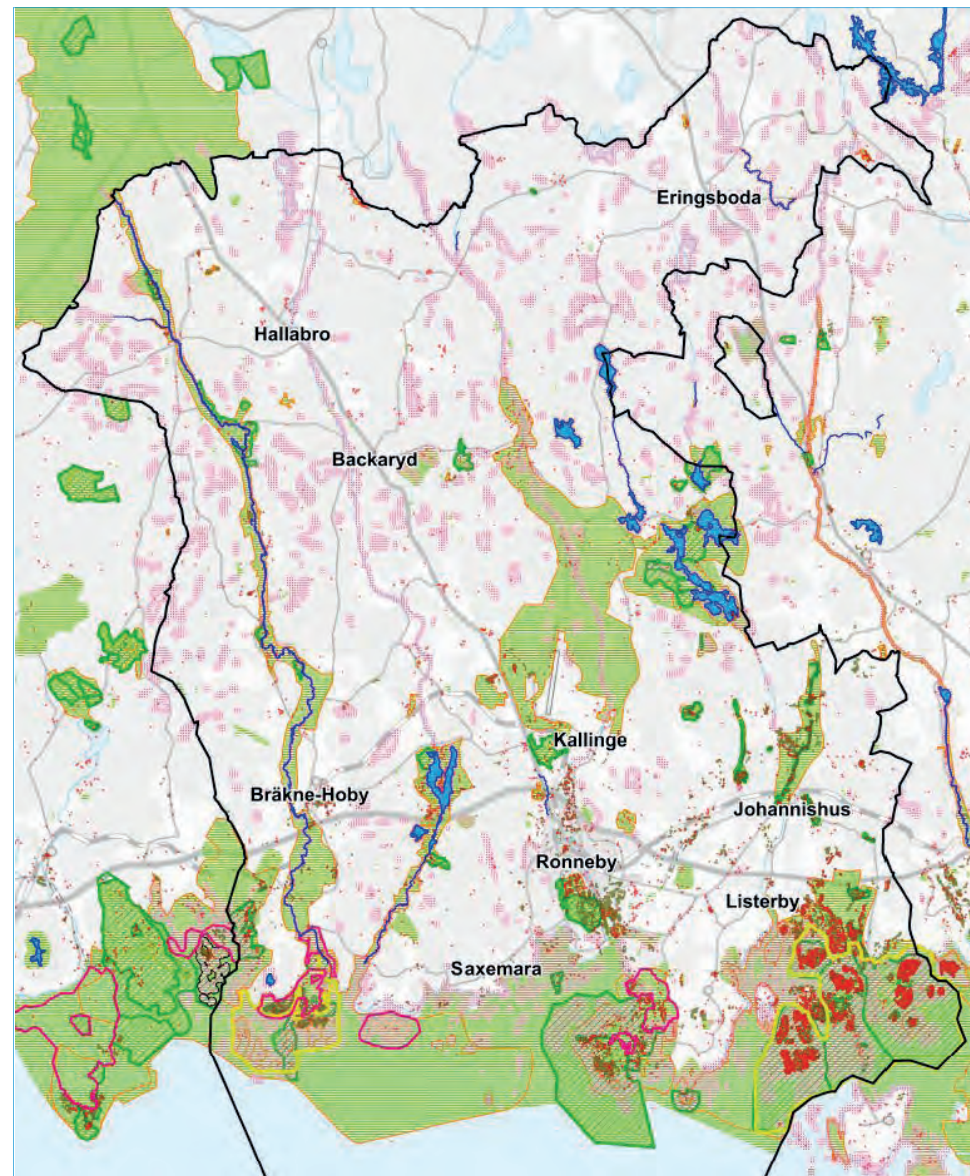 Eringsboda
Hallabro
Backaryd
Kallinge
Bräkne-Hoby
Johannishus
Ronneby
Listerby
Saxemara